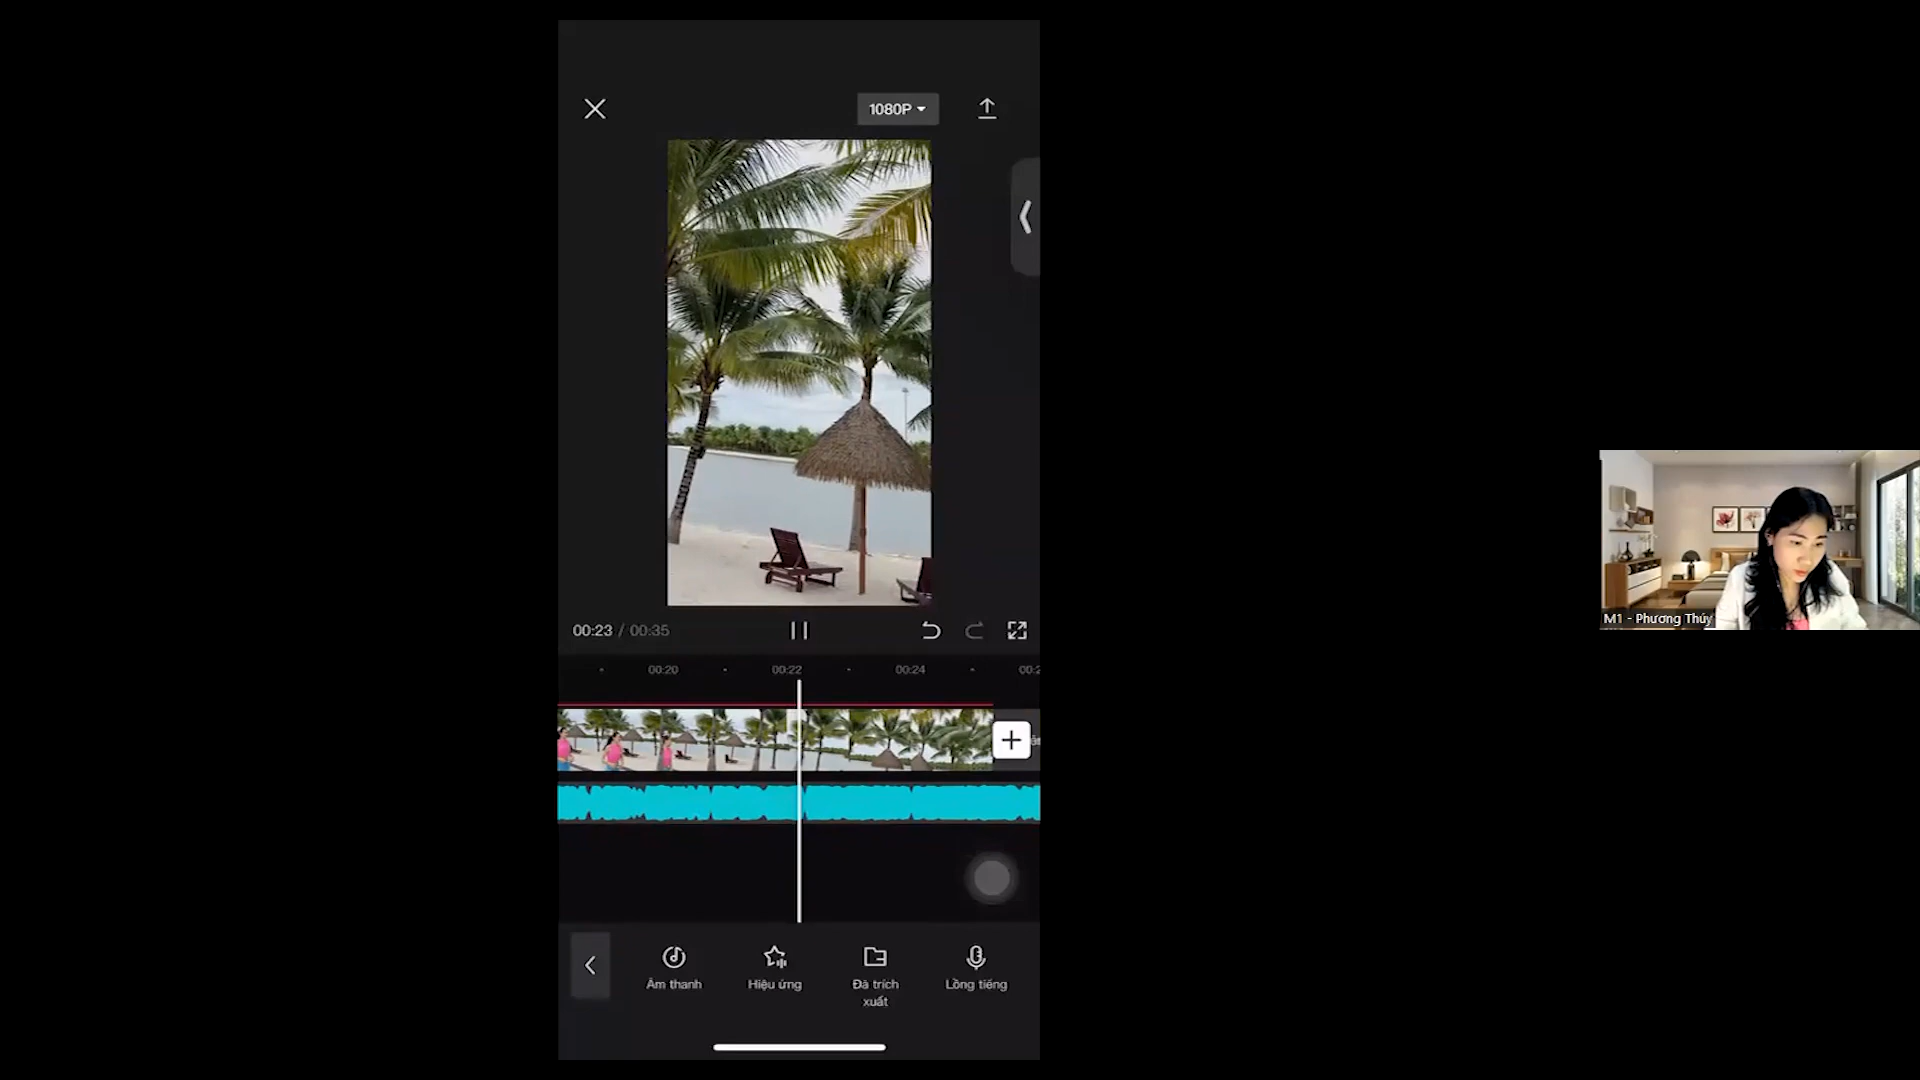 1080P
00:23 / 00:35
00:20 00:22 00:24
Âm thanh
Hiệu ứng
Đã trích
xuất
Lồng tiếng
M1 - Phương Thúy